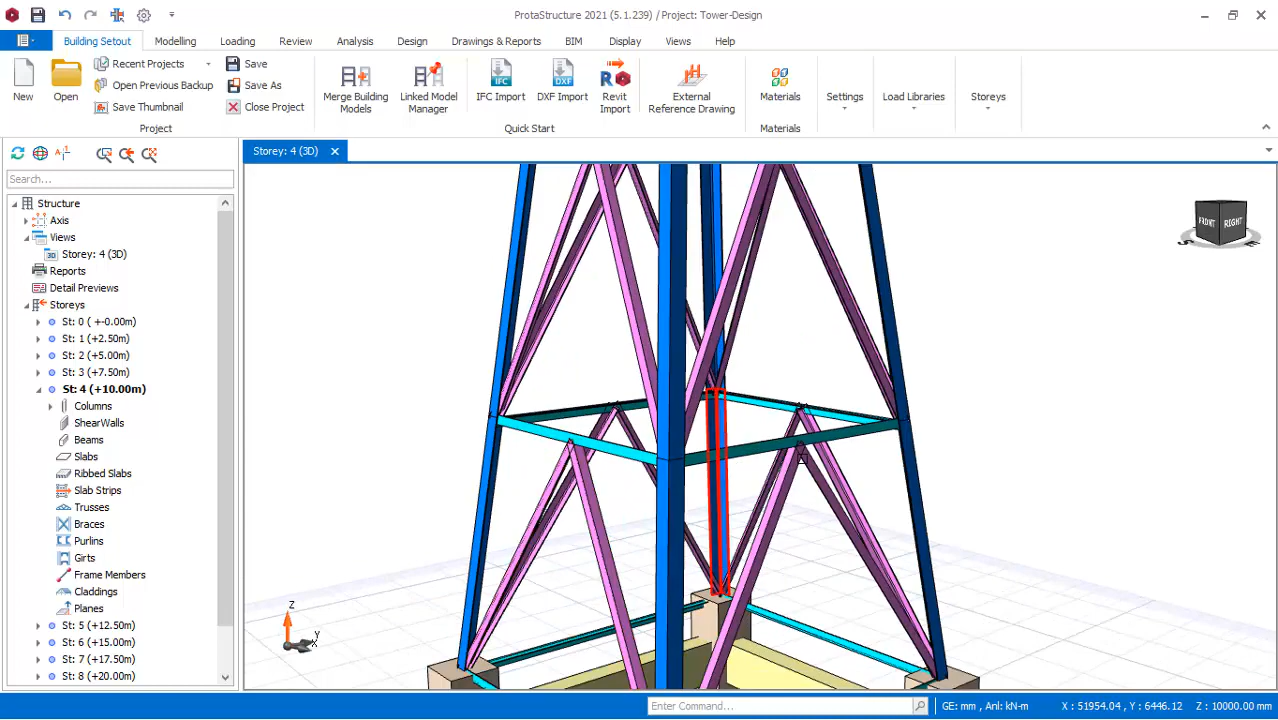 ProtaStructure 2021 (5.1.239) / Project: Tower-Design
Building Setout Modelling Loading Review Analysis Design Drawings & Reports BIM Display Views Help
New
Open
Recent Projects
Open Previous Backup
Save Thumbnail
Save
Save As
Close Project
Project
Merge Building Models
Linked Model Manager
IFC Import
DXF Import
Revit Import
External Reference Drawing
Quick Start
Materials
Materials
Settings
Load Libraries
Storeys
Search...
Structure
Axis
Views
Storey: 4 (3D)
Reports
Detail Previews
Storeys
St: 0 ( +-0.00m)
St: 1 (+2.50m)
St: 2 (+5.00m)
St: 3 (+7.50m)
St: 4 (+10.00m)
Columns
ShearWalls
Beams
Slabs
Ribbed Slabs
Slab Strips
Trusses
Braces
Purlins
Girts
Frame Members
Claddings
Planes
St: 5 (+12.50m)
St: 6 (+15.00m)
St: 7 (+17.50m)
St: 8 (+20.00m)
Storey: 4 (3D)
FRONT RIGHT
S E
Z
Y
X
Enter Command...
GE: mm, Anl: kN-m
X : 51954.04 , Y : 6446.12
Z : 10000.00 mm